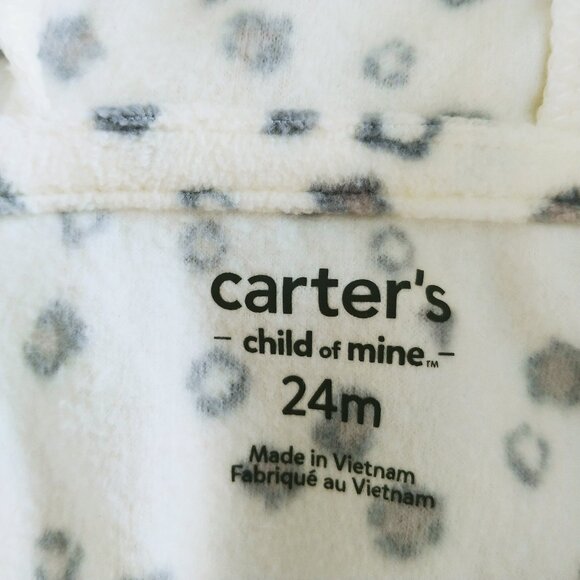 carter's
- child of mine™ -
24m
Made in Vietnam
Fabriqué au Vietnam